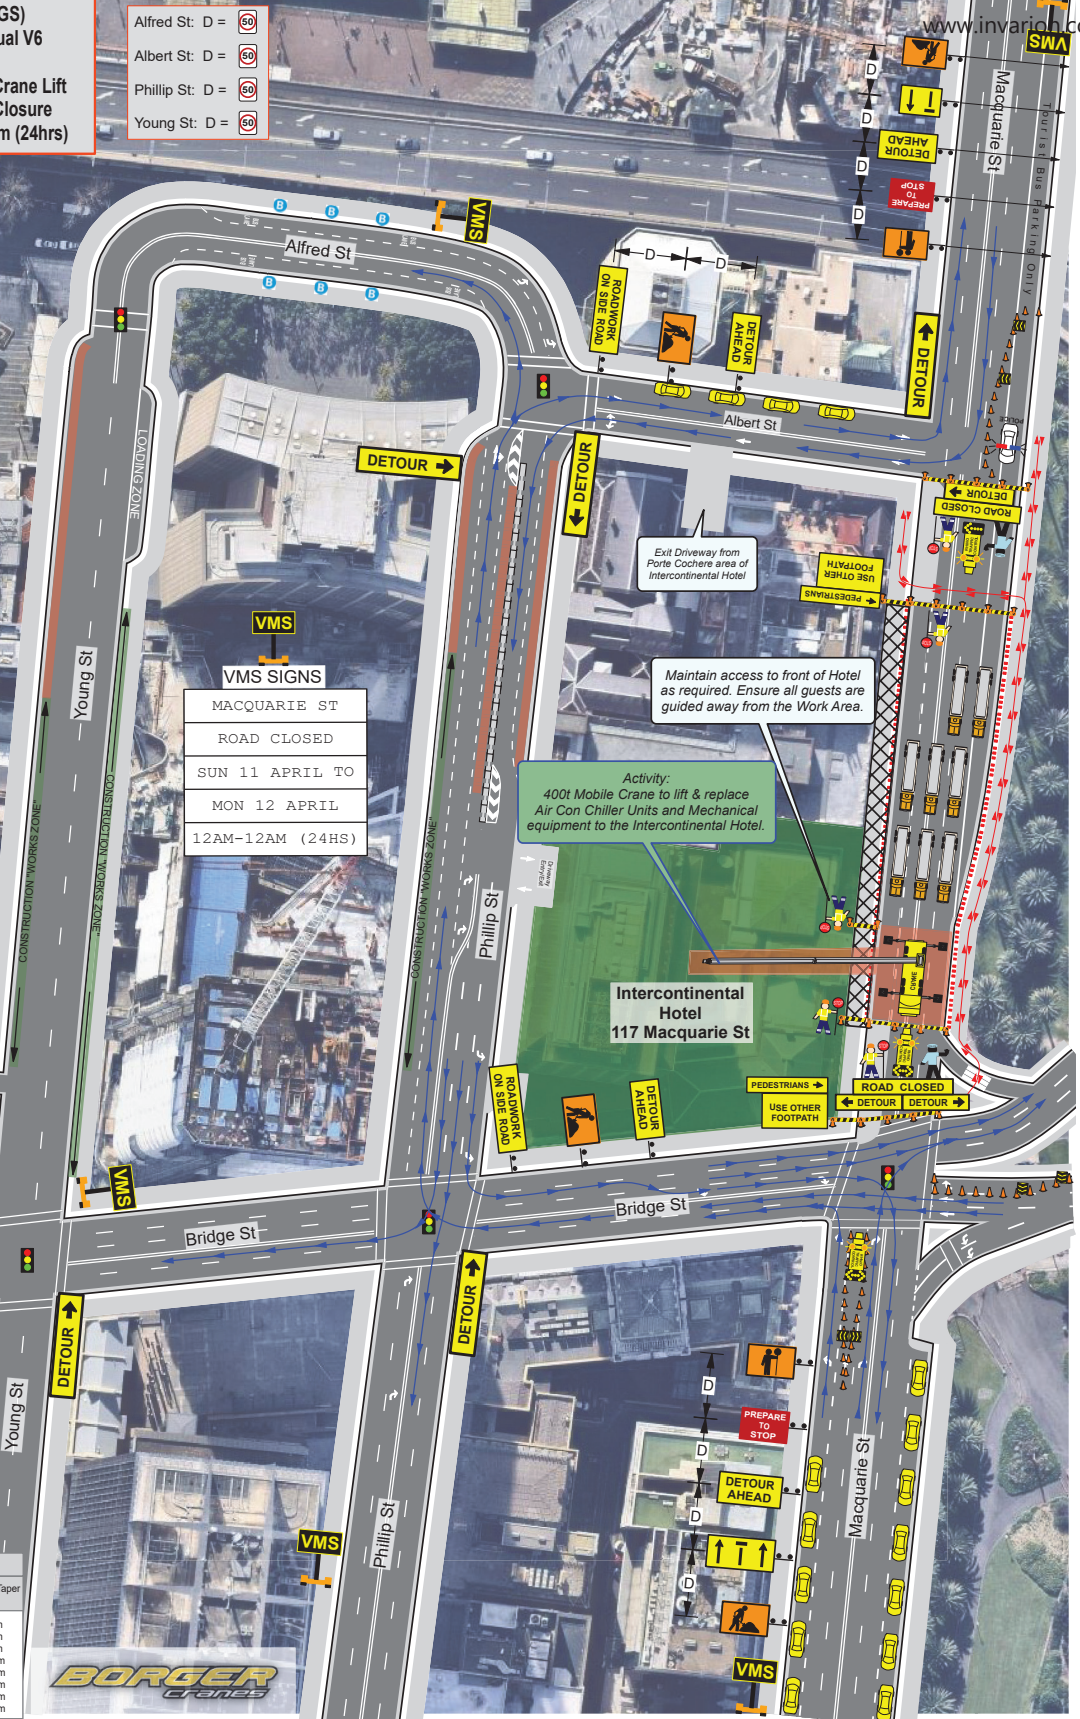 GS)
ual V6
Crane Lift
Closure
m (24hrs)
Alfred St: D = 50
Albert St: D = 50
Phillip St: D = 50
Young St: D = 50
www.invarion.co
VMS
Macquarie St
Tourist Bus Parking Only
D
D
D
D
DETOUR
AHEAD
PREPARE
TO
STOP
B
B
B
VMS
Alfred St
B
B
B
D
D
ROADWORK
ON SIDE ROAD
DETOUR
AHEAD
DETOUR
Albert St
POLICE
DETOUR
DETOUR
DETOUR
ROAD CLOSED
LOADING ZONE
Exit Driveway from
Porte Cochere area of
Intercontinental Hotel
USE OTHER
FOOTPATH
PEDESTRIANS
VMS
VMS SIGNS
MACQUARIE ST
ROAD CLOSED
SUN 11 APRIL TO
MON 12 APRIL
12AM-12AM (24HS)
Young St
Maintain access to front of Hotel
as required. Ensure all guests are
guided away from the Work Area.
Activity:
400t Mobile Crane to lift & replace
Air Con Chiller Units and Mechanical
equipment to the Intercontinental Hotel.
CONSTRUCTION "WORKS ZONE"
CONSTRUCTION "WORKS ZONE"
CONSTRUCTION "WORKS ZONE"
Driveway
Entry/Exit
Phillip St
Intercontinental
Hotel
117 Macquarie St
STOP
ROADWORK
ON SIDE ROAD
DETOUR
AHEAD
PEDESTRIANS
USE OTHER
FOOTPATH
ROAD CLOSED
DETOUR
DETOUR
VMS
Bridge St
Bridge St
DETOUR
DETOUR
D
D
D
D
PREPARE
TO
STOP
DETOUR
AHEAD
Young St
Phillip St
Macquarie St
VMS
VMS
Taper
m
m
m
m
m
m
m
m
BORGER
CRANES